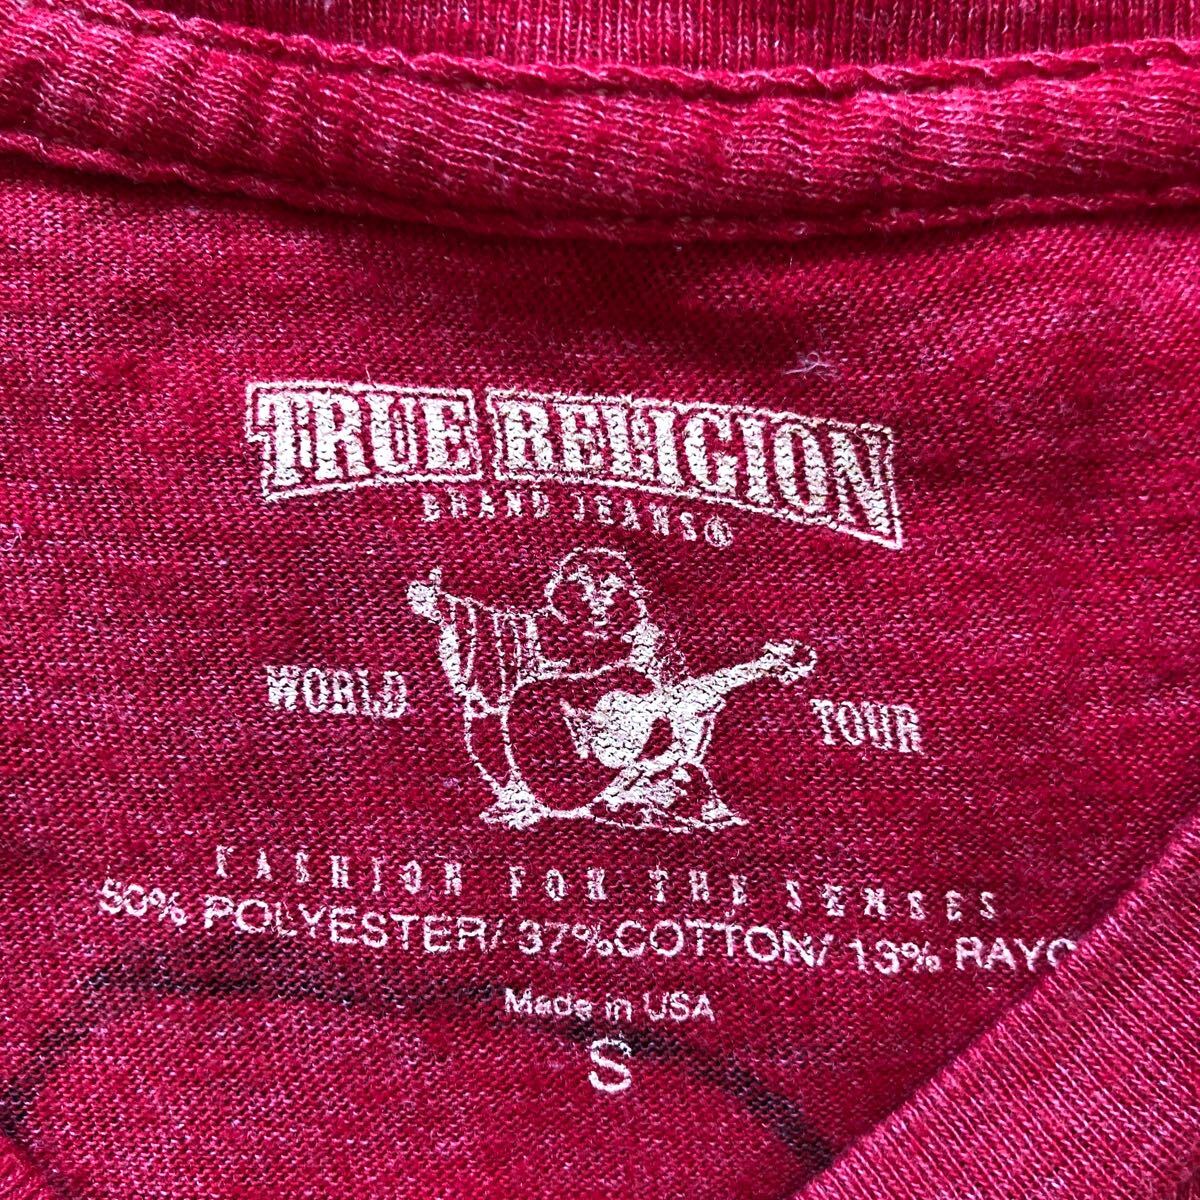 TRUE RELIGION
BRAND JEANS®
WORLD TOUR
FASHION FOR THE SENSES
50% POLYESTER/ 37%COTTON/ 13% RAYO
Made in USA
S